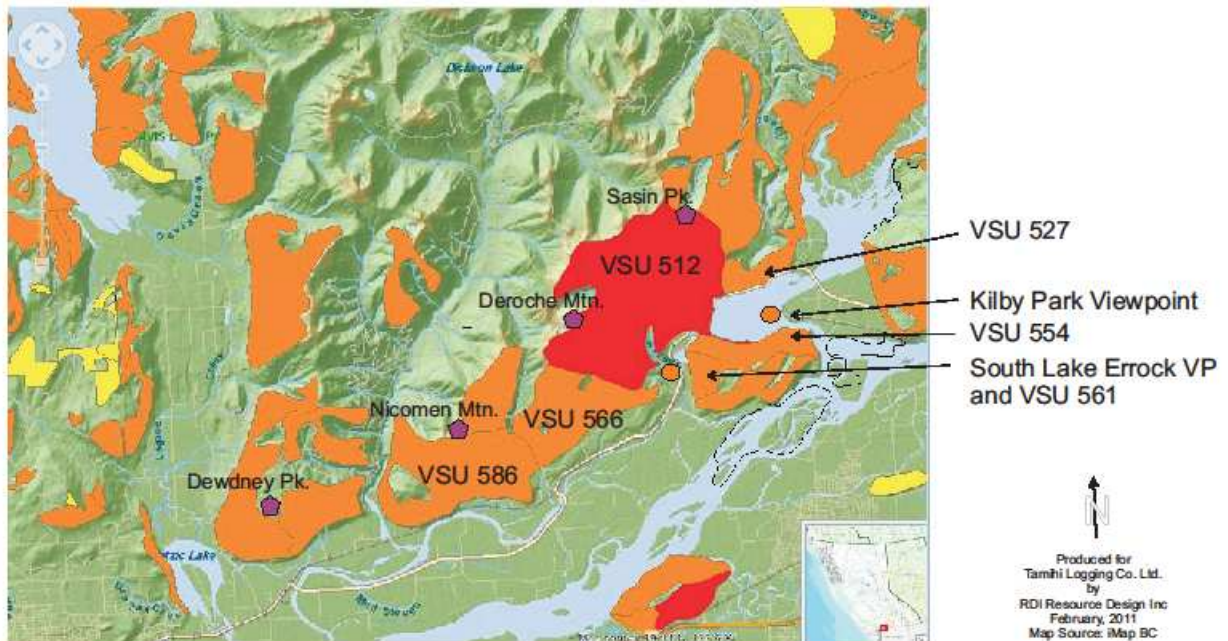 Dickson Lake
Sasin Pk.
VSU 512
Deroche Mtn.
Nicomen Mtn.
VSU 566
VSU 586
Dewdney Pk.
Lake
VSU 527
Kilby Park Viewpoint
VSU 554
South Lake Errock VP
and VSU 561
N
Produced for
Tamihi Logging Co. Ltd.
by
RDI Resource Design Inc
February, 2011
Map Source: iMap BC